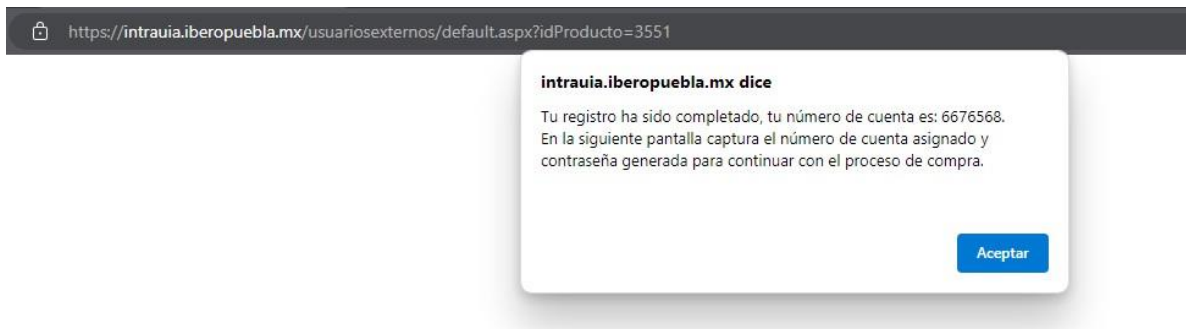 https://intrauia.iberopuebla.mx/usuariosexternos/default.aspx?idProducto=3551
intrauia.iberopuebla.mx dice
Tu registro ha sido completado, tu número de cuenta es: 6676568.
En la siguiente pantalla captura el número de cuenta asignado y
contraseña generada para continuar con el proceso de compra.
Aceptar